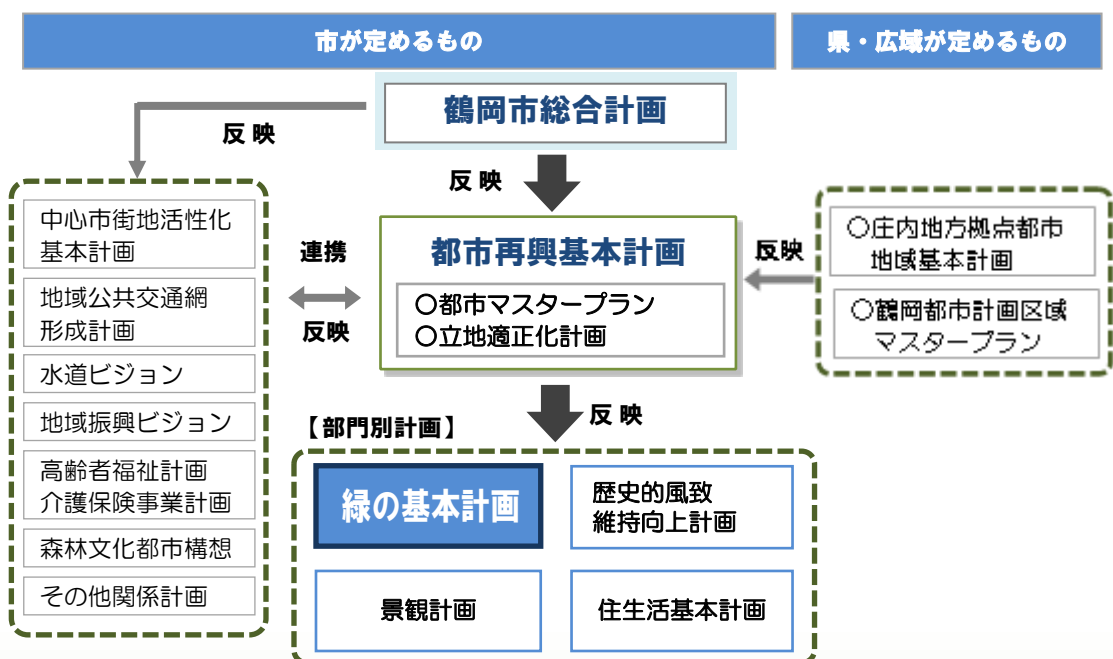 市が定めるもの
県・広域が定めるもの
鶴岡市総合計画
反 映
反 映
中心市街地活性化
基本計画
地域公共交通網
形成計画
水道ビジョン
地域振興ビジョン
高齢者福祉計画
介護保険事業計画
森林文化都市構想
その他関係計画
連携
反映
都市再興基本計画
〇都市マスタープラン
〇立地適正化計画
反映
〇庄内地方拠点都市
地域基本計画
〇鶴岡都市計画区域
マスタープラン
反 映
【部門別計画】
緑の基本計画
歴史的風致
維持向上計画
景観計画
住生活基本計画